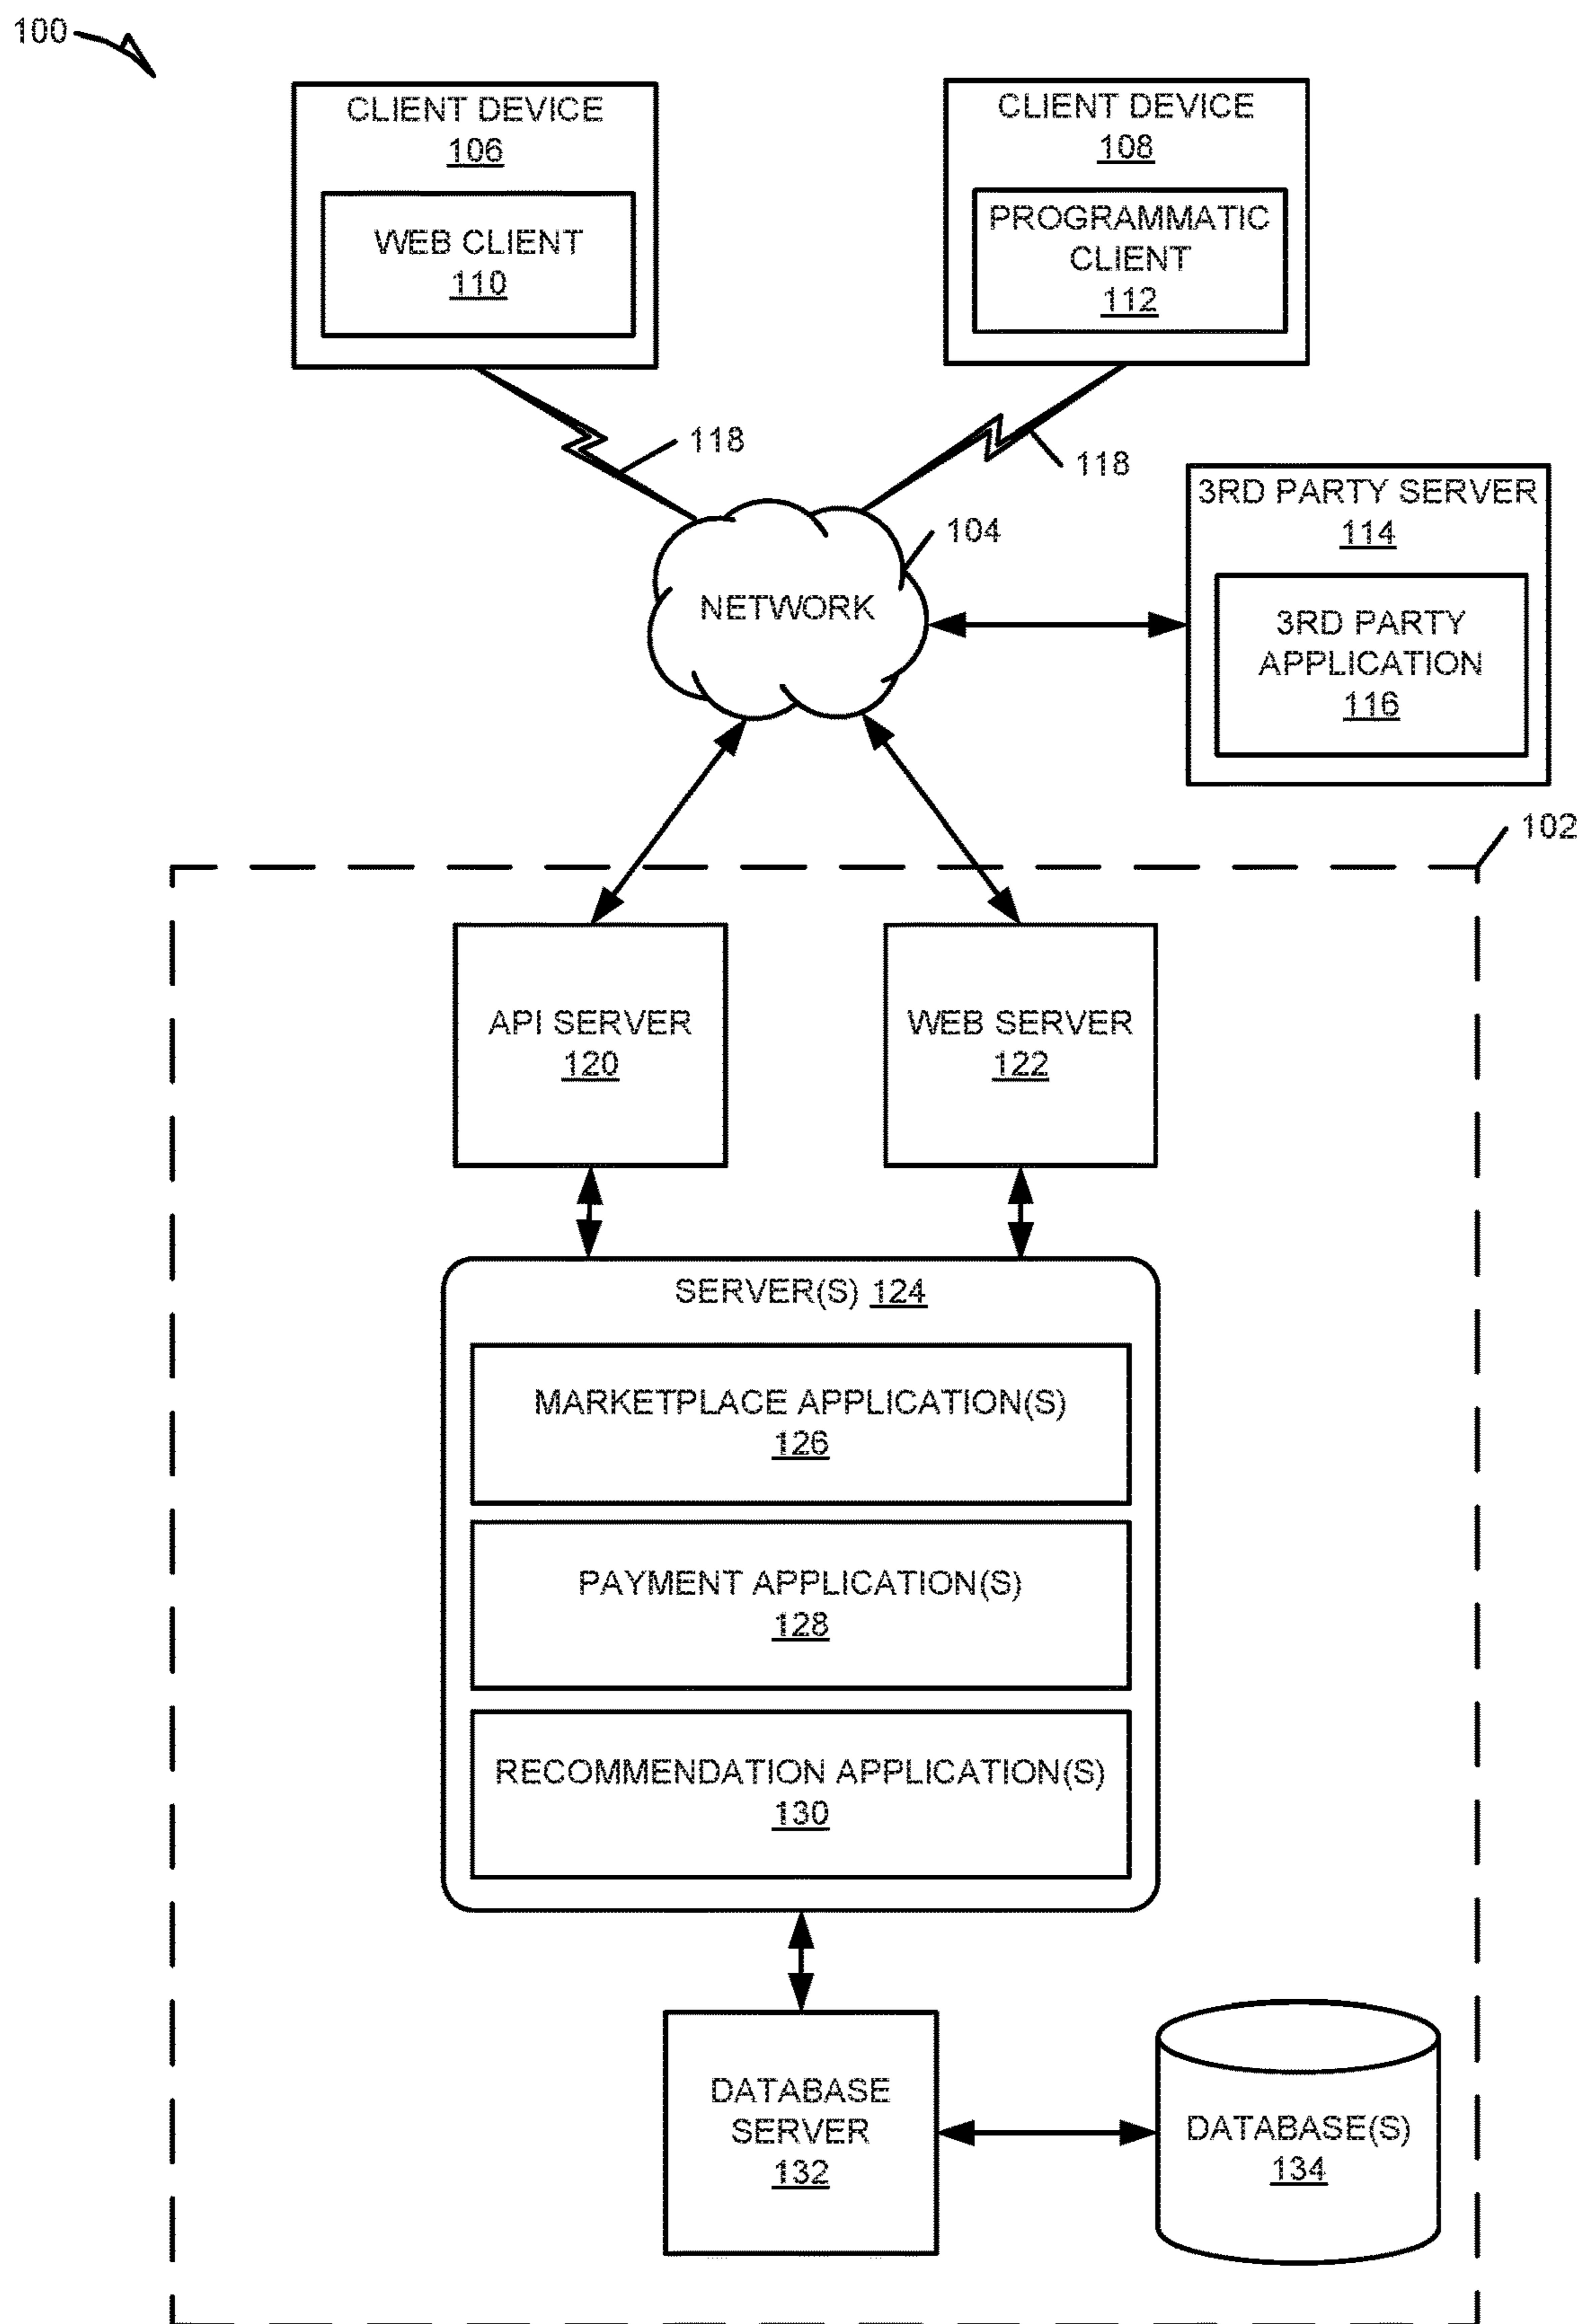 100
CLIENT DEVICE
106
WEB CLIENT
110
CLIENT DEVICE
108
PROGRAMMATIC
CLIENT
112
118
118
3RD PARTY SERVER
114
3RD PARTY
APPLICATION
116
104
NETWORK
102
API SERVER
120
WEB SERVER
122
SERVER(S) 124
MARKETPLACE APPLICATION(S)
126
PAYMENT APPLICATION(S)
128
RECOMMENDATION APPLICATION(S)
130
DATABASE
SERVER
132
DATABASE(S)
134